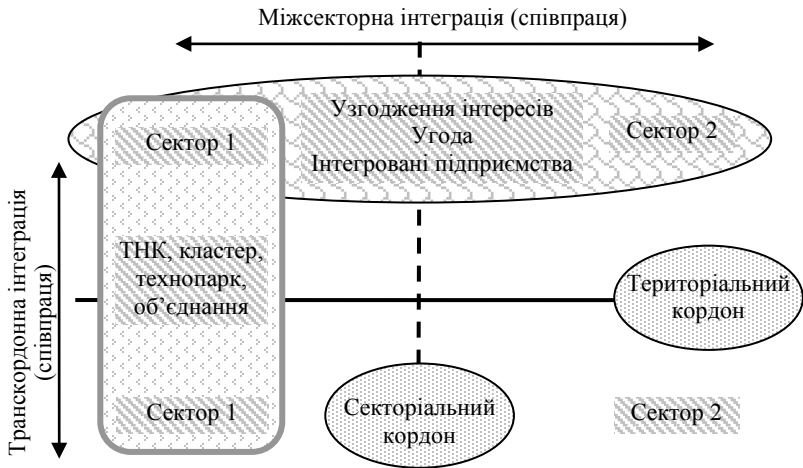 Міжсекторна інтеграція (співпраця)
Узгодження інтересів
Угода
Інтегровані підприємства
Сектор 1
Сектор 2
Транскордонна інтеграція
(співпраця)
ТНК, кластер,
технопарк,
об’єднання
Територіальний
кордон
Сектор 1
Секторіальний
кордон
Сектор 2